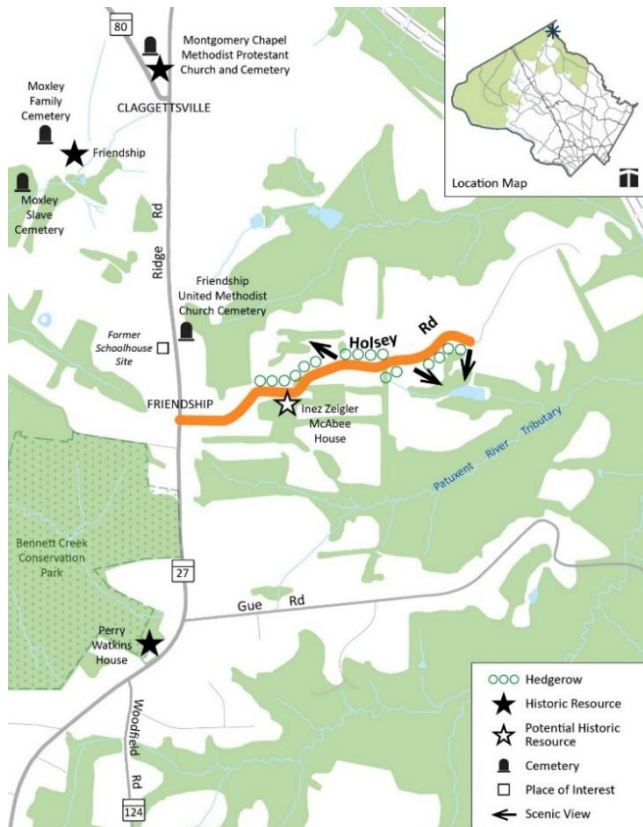 80
Montgomery Chapel
Methodist Protestant
Church and Cemetery
CLAGGETTSVILLE
Moxley
Family
Cemetery
Friendship
Moxley
Slave
Cemetery
Ridge Rd
Location Map
Friendship
United Methodist
Church Cemetery
Former
Schoolhouse
Site
Holsey Rd
FRIENDSHIP
Inez Zeigler
McAbee
House
Patuxent River Tributary
Bennett Creek
Conservation
Park
27
Gue Rd
Perry
Watkins
House
Woodfield Rd
124
Hedgerow
Historic Resource
Potential Historic
Resource
Cemetery
Place of Interest
Scenic View